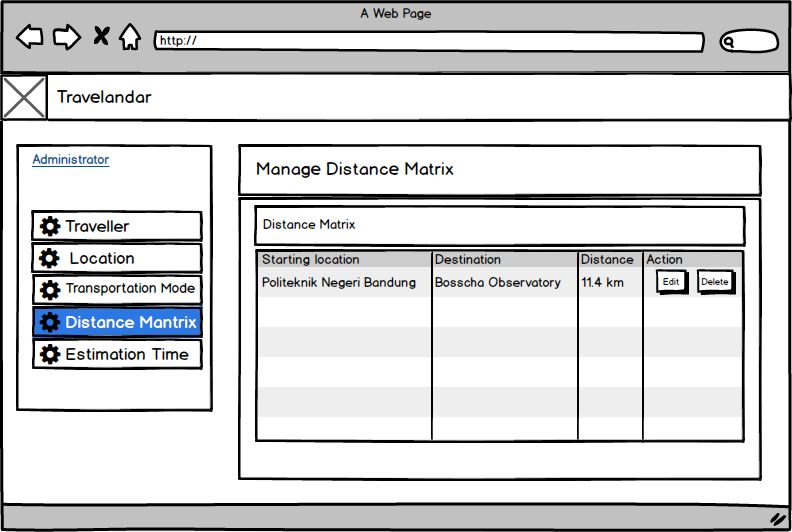 A Web Page
http://
Travelandar
Administrator
Traveller
Location
Transportation Mode
Distance Mantrix
Estimation Time
Manage Distance Matrix
Distance Matrix
Starting location Destination Distance Action
Politeknik Negeri Bandung Bosscha Observatory 11.4 km Edit Delete